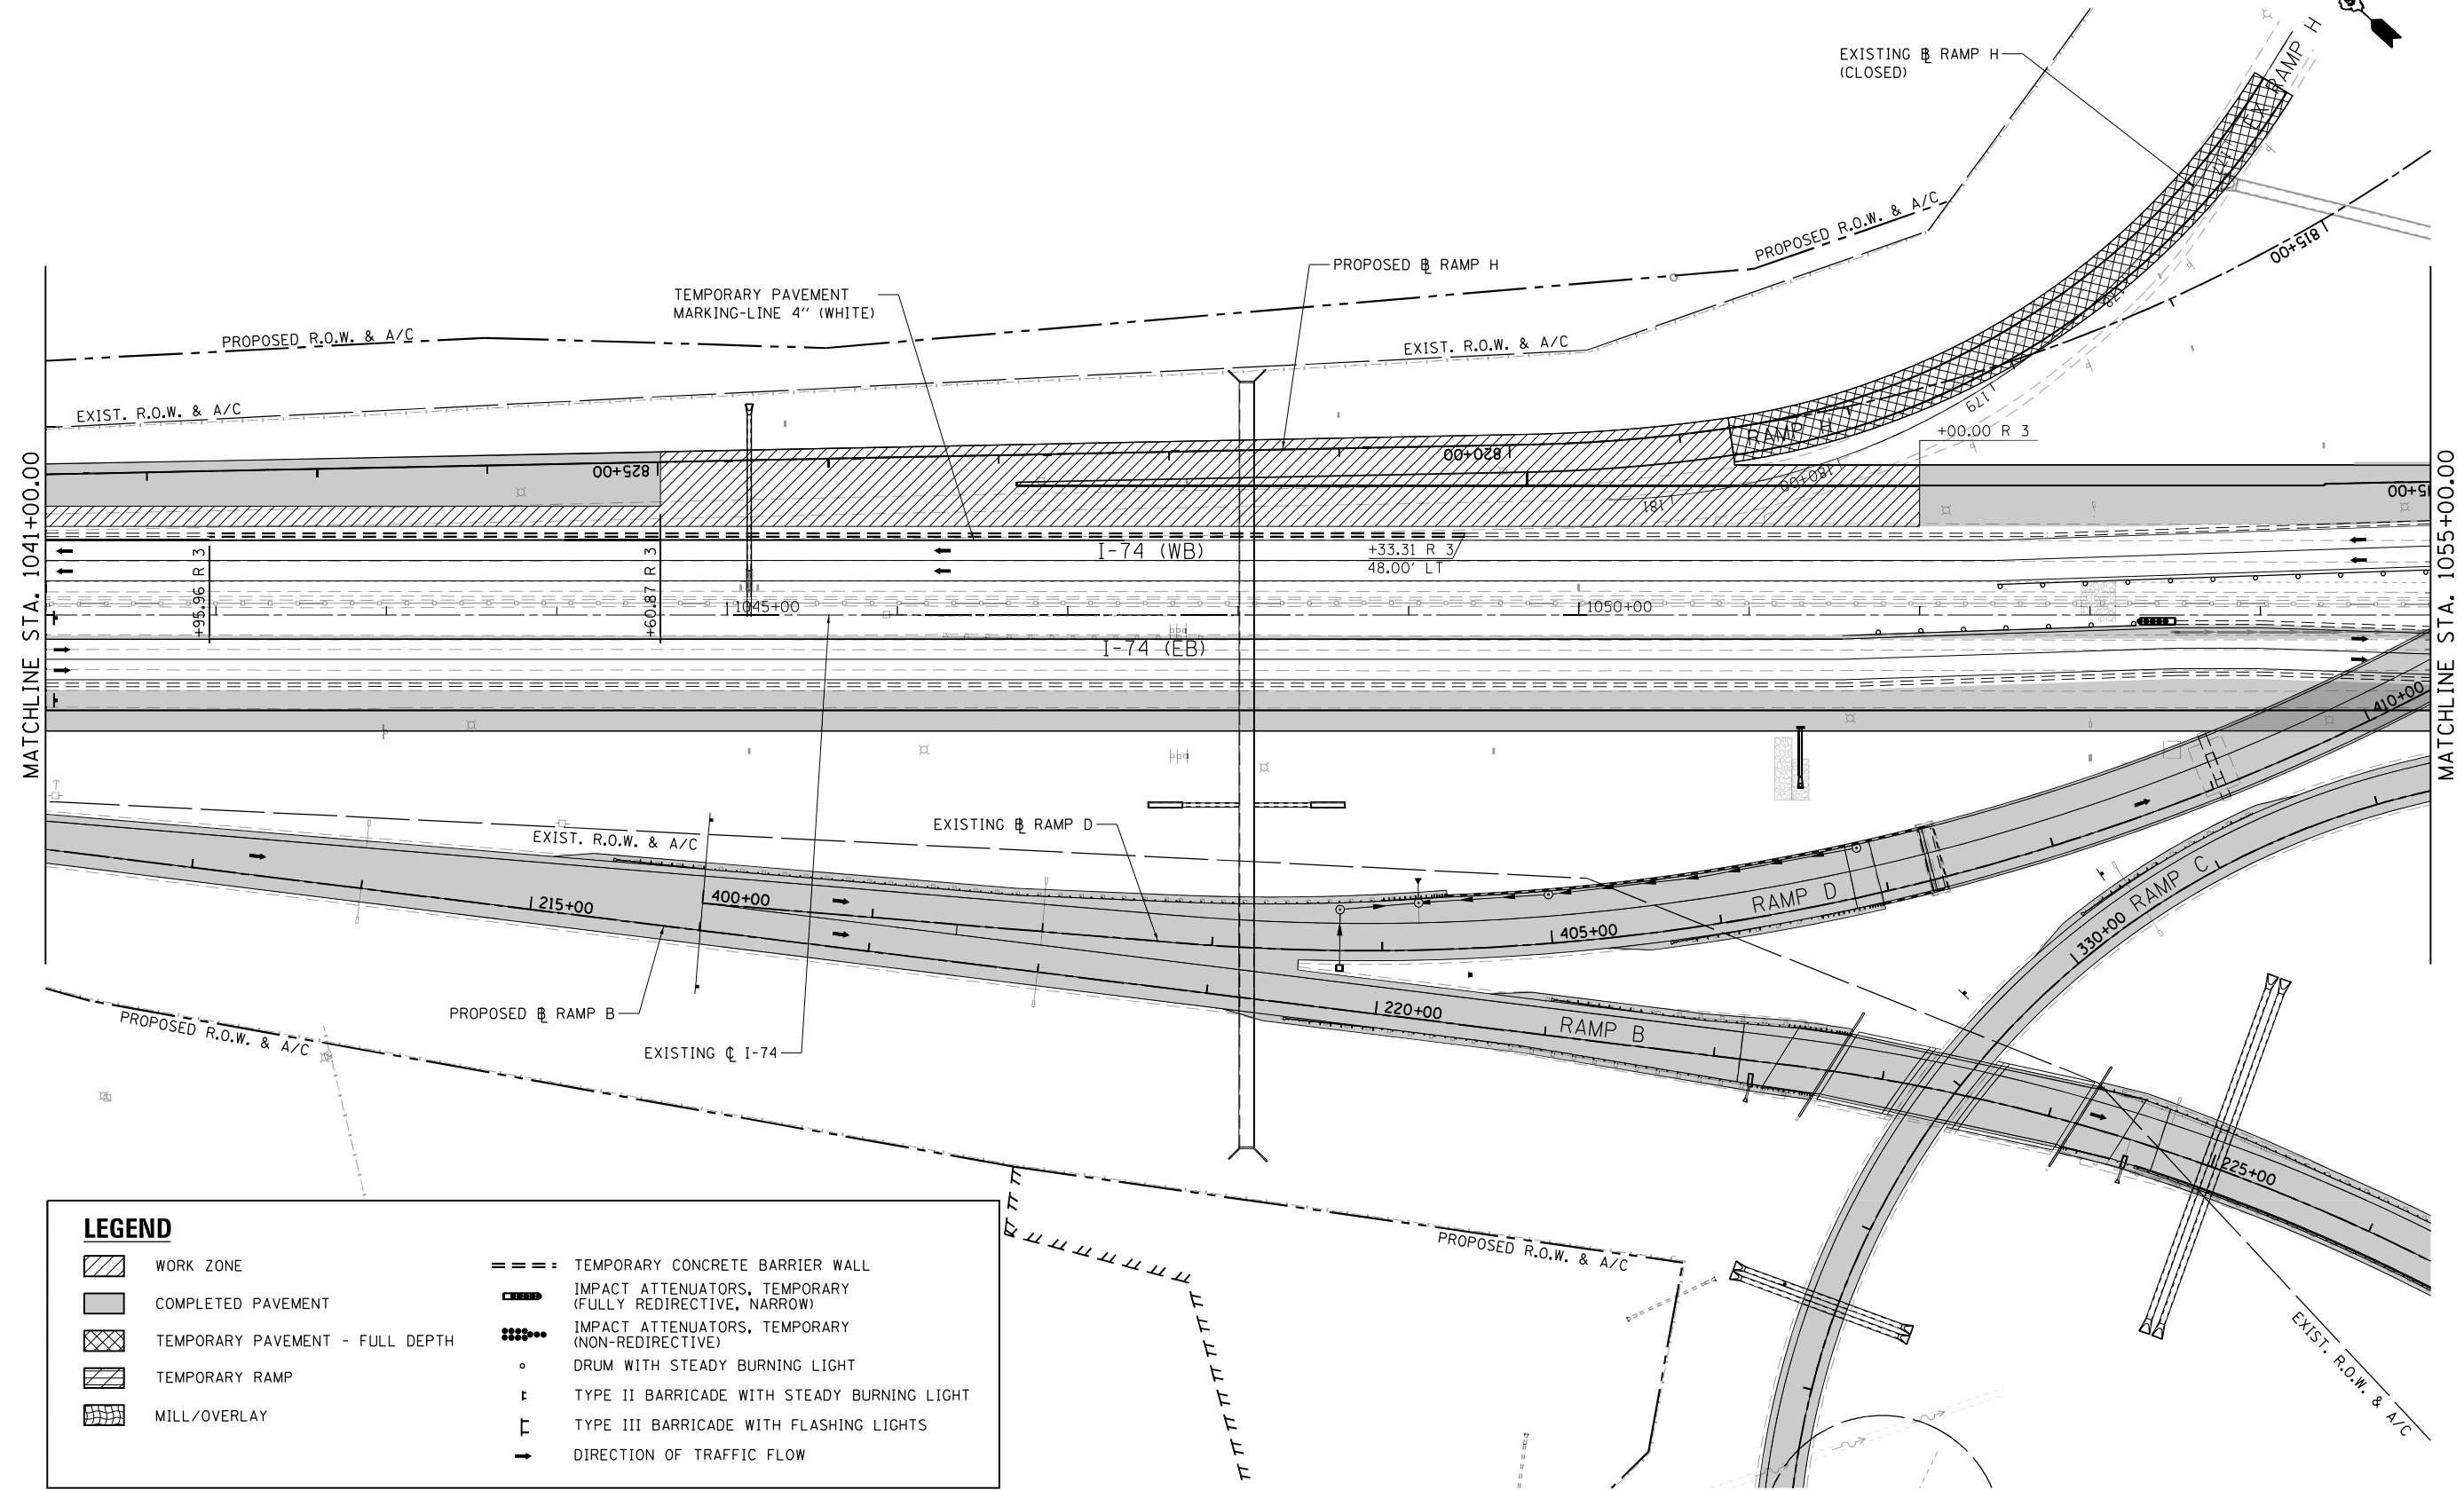 EXISTING ⅊ RAMP H
(CLOSED)
EX. RAMP H
PROPOSED R.O.W. & A/C
PROPOSED ⅊ RAMP H
815+00
TEMPORARY PAVEMENT
MARKING-LINE 4" (WHITE)
PROPOSED R.O.W. & A/C
EXIST. R.O.W. & A/C
EXIST. R.O.W. & A/C
179
RAMP H
+00.00 R 3
MATCHLINE STA. 1041+00.00
825+00
820+00
180+00
181
MATCHLINE STA. 1055+00.00
I-74 (WB)
+33.31 R 3
48.00' LT
+95.96 R 3
+60.87 R 3
1045+00
1050+00
I-74 (EB)
410+00
EXISTING ⅊ RAMP D
EXIST. R.O.W. & A/C
215+00
400+00
405+00
RAMP D
RAMP C
330+00
PROPOSED ⅊ RAMP B
220+00
RAMP B
PROPOSED R.O.W. & A/C
EXISTING ℄ I-74
225+00
PROPOSED R.O.W. & A/C
EXIST. R.O.W. & A/C
LEGEND
WORK ZONE
COMPLETED PAVEMENT
TEMPORARY PAVEMENT - FULL DEPTH
TEMPORARY RAMP
MILL/OVERLAY
TEMPORARY CONCRETE BARRIER WALL
IMPACT ATTENUATORS, TEMPORARY
(FULLY REDIRECTIVE, NARROW)
IMPACT ATTENUATORS, TEMPORARY
(NON-REDIRECTIVE)
DRUM WITH STEADY BURNING LIGHT
TYPE II BARRICADE WITH STEADY BURNING LIGHT
TYPE III BARRICADE WITH FLASHING LIGHTS
DIRECTION OF TRAFFIC FLOW